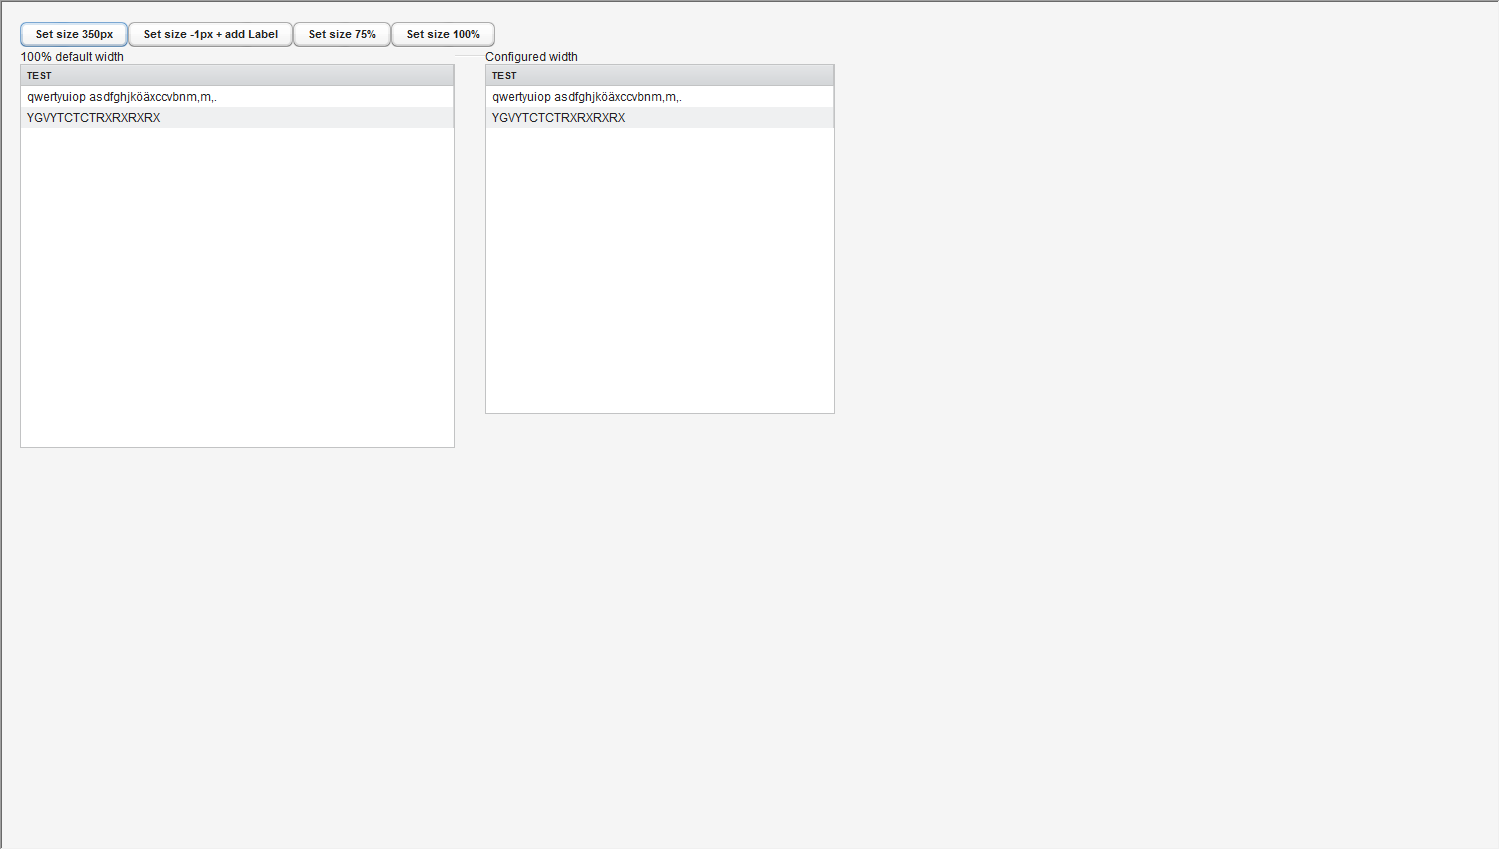 Set size 350px Set size -1px + add Label Set size 75% Set size 100%
100% default width Configured width
TEST TEST
qwertyuiop asdfghjköäxccvbnm,m,. qwertyuiop asdfghjköäxccvbnm,m,.
YGVYTCTCTRXRXRXRX YGVYTCTCTRXRXRXRX